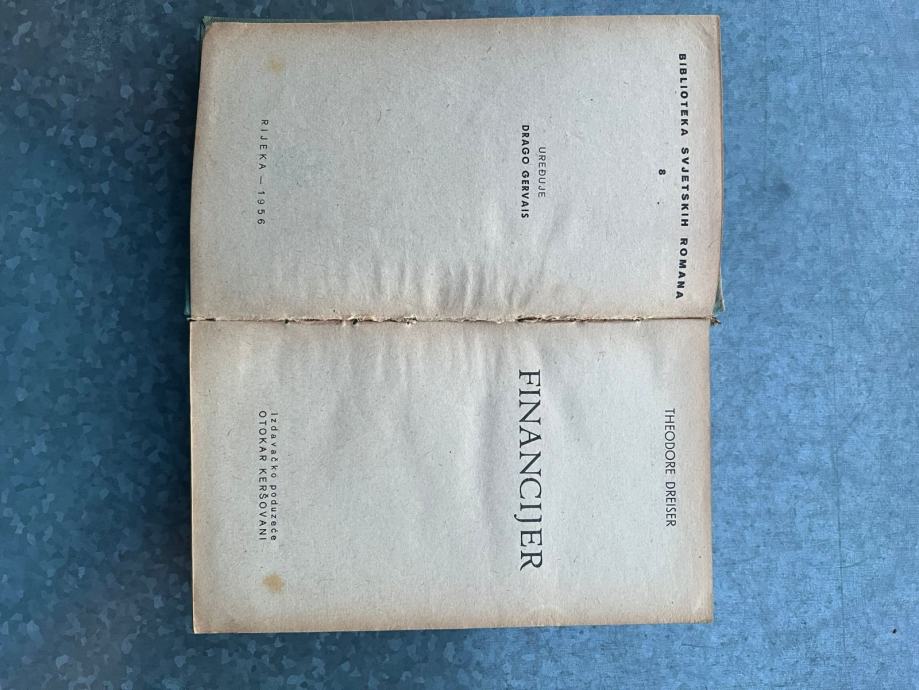 BIBLIOTEKA SVJETSKIH ROMANA
8
UREĐUJE
DRAGO GERVAIS
RIJEKA — 1956
THEODORE DREISER
FINANCIJER
Izdavačko poduzeće
OTOKAR KERŠOVANI